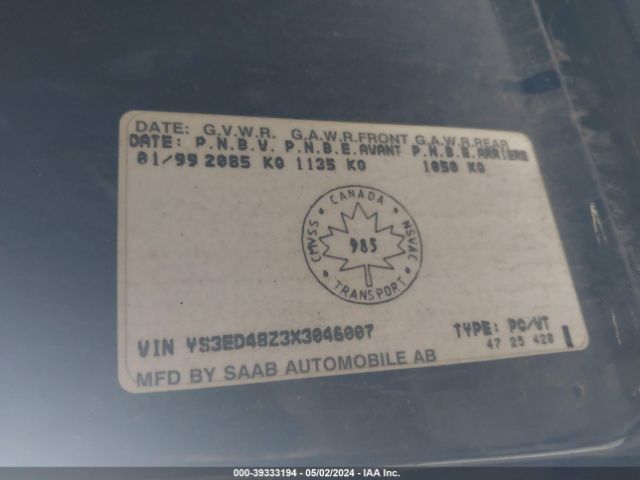 DATE: G.V.W.R. G.A.W.R.FRONT G.A.W.R.REAR
DATE: P.N.B.V. P.N.B.E.AVANT P.N.B.E.ARRIERE
01/99 2085 KG 1135 KG 1050 KG
CANADA
CMVSS NSVAC
985
TRANSPORT
VIN YS3ED48Z3X3046007 TYPE: PC/VT
47 25 420
MFD BY SAAB AUTOMOBILE AB
000-39333194 - 05/02/2024 - IAA Inc.